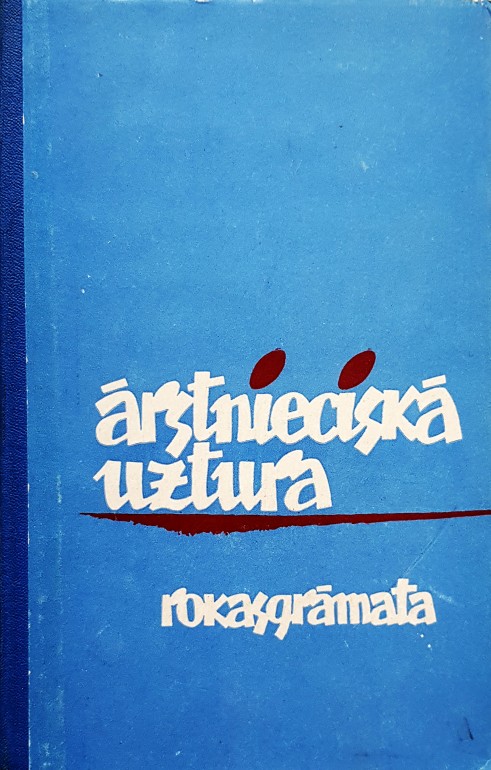 ārstnieciskā
uztura
rokasgrāmata